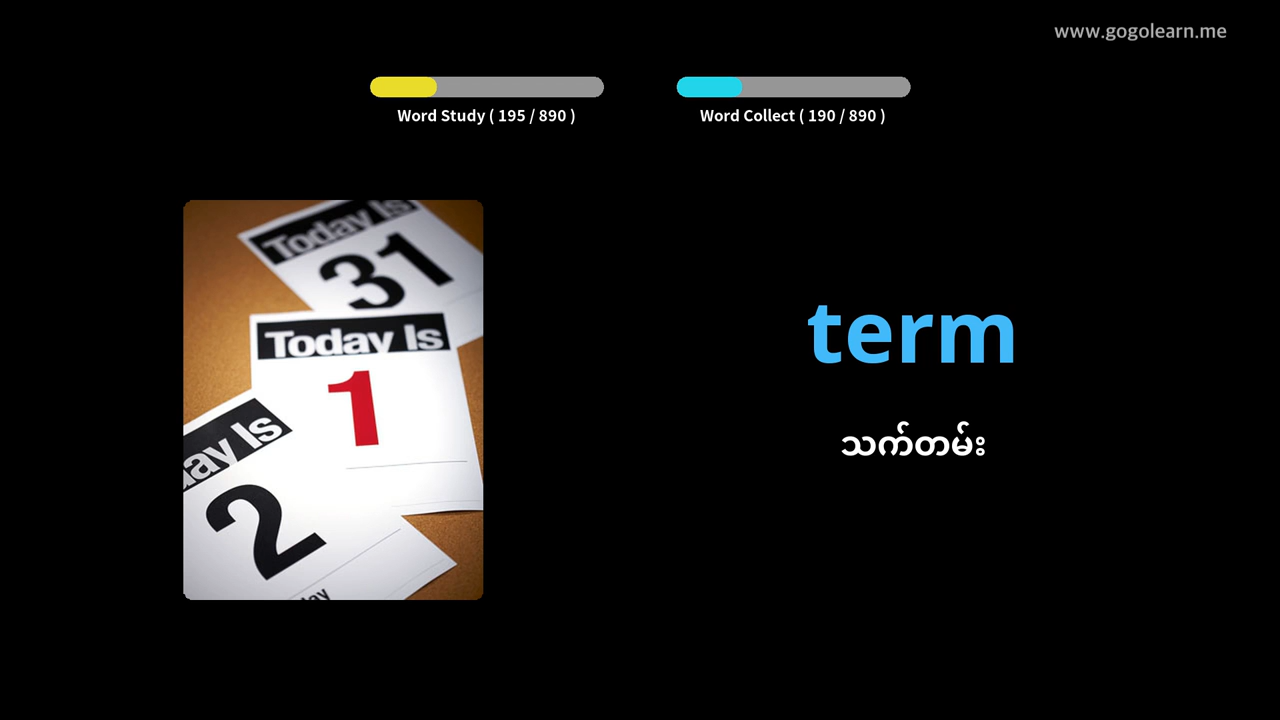 www.gogolearn.me
Word Study ( 195 / 890 )
Word Collect ( 190 / 890 )
Today Is
31
Today Is
1
ay Is
2
term
သက်တမ်း